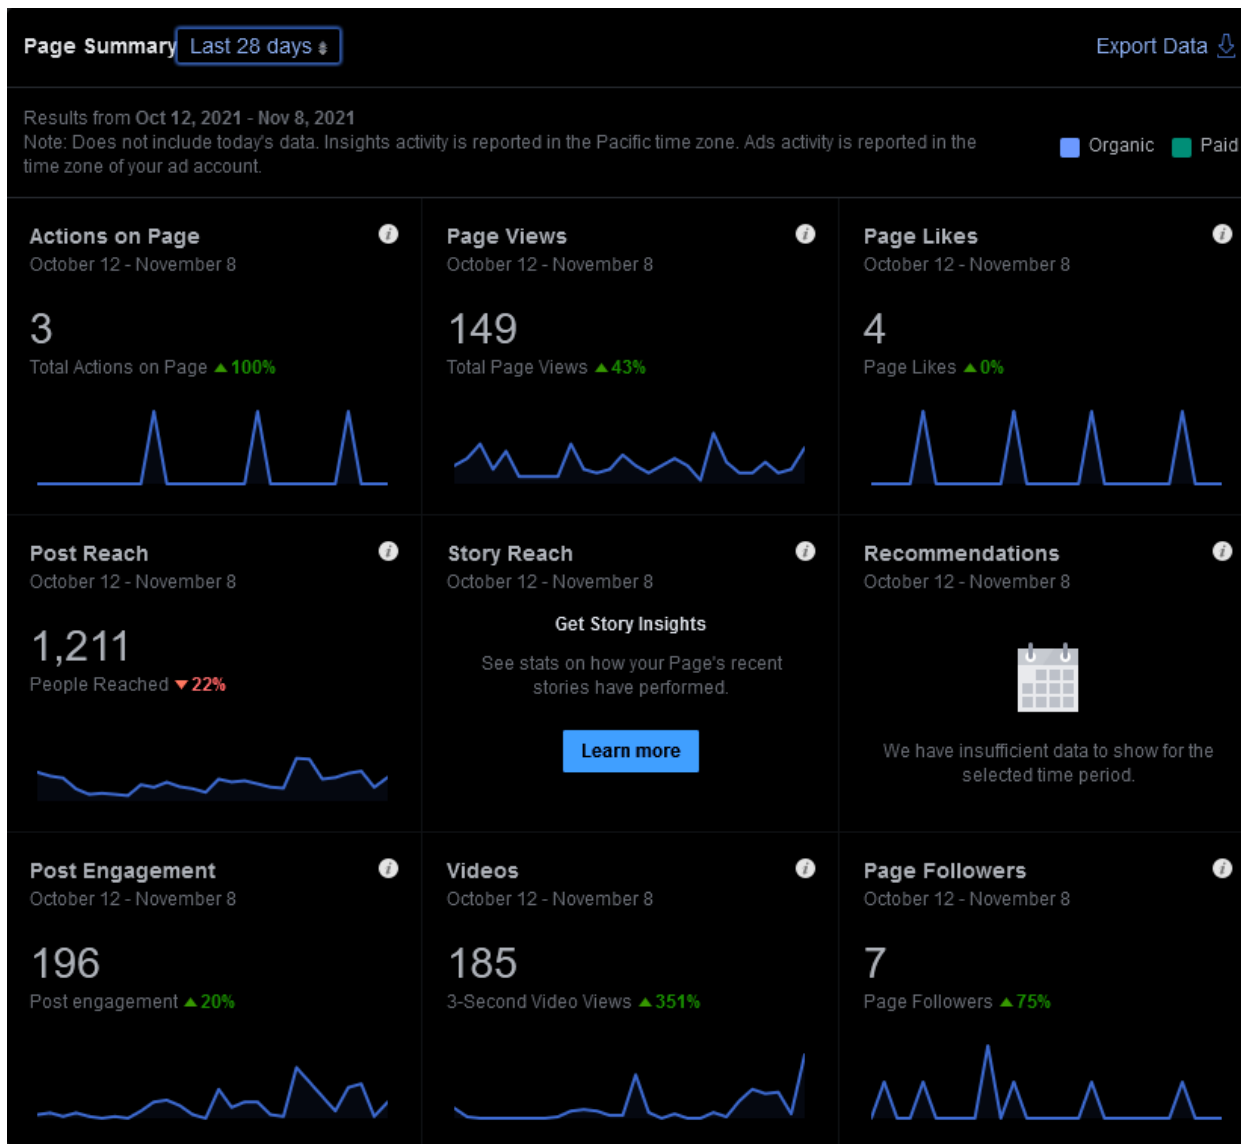 Page Summary Last 28 days Export Data
Results from Oct 12, 2021 - Nov 8, 2021
Note: Does not include today's data. Insights activity is reported in the Pacific time zone. Ads activity is reported in the
time zone of your ad account.
Organic Paid
Actions on Page
October 12 - November 8
3
Total Actions on Page ▲ 100%
Page Views
October 12 - November 8
149
Total Page Views ▲ 43%
Page Likes
October 12 - November 8
4
Page Likes ▲ 0%
Post Reach
October 12 - November 8
1,211
People Reached ▼ 22%
Story Reach
October 12 - November 8
Get Story Insights
See stats on how your Page's recent
stories have performed.
Learn more
Recommendations
October 12 - November 8
We have insufficient data to show for the
selected time period.
Post Engagement
October 12 - November 8
196
Post engagement ▲ 20%
Videos
October 12 - November 8
185
3-Second Video Views ▲ 351%
Page Followers
October 12 - November 8
7
Page Followers ▲ 75%